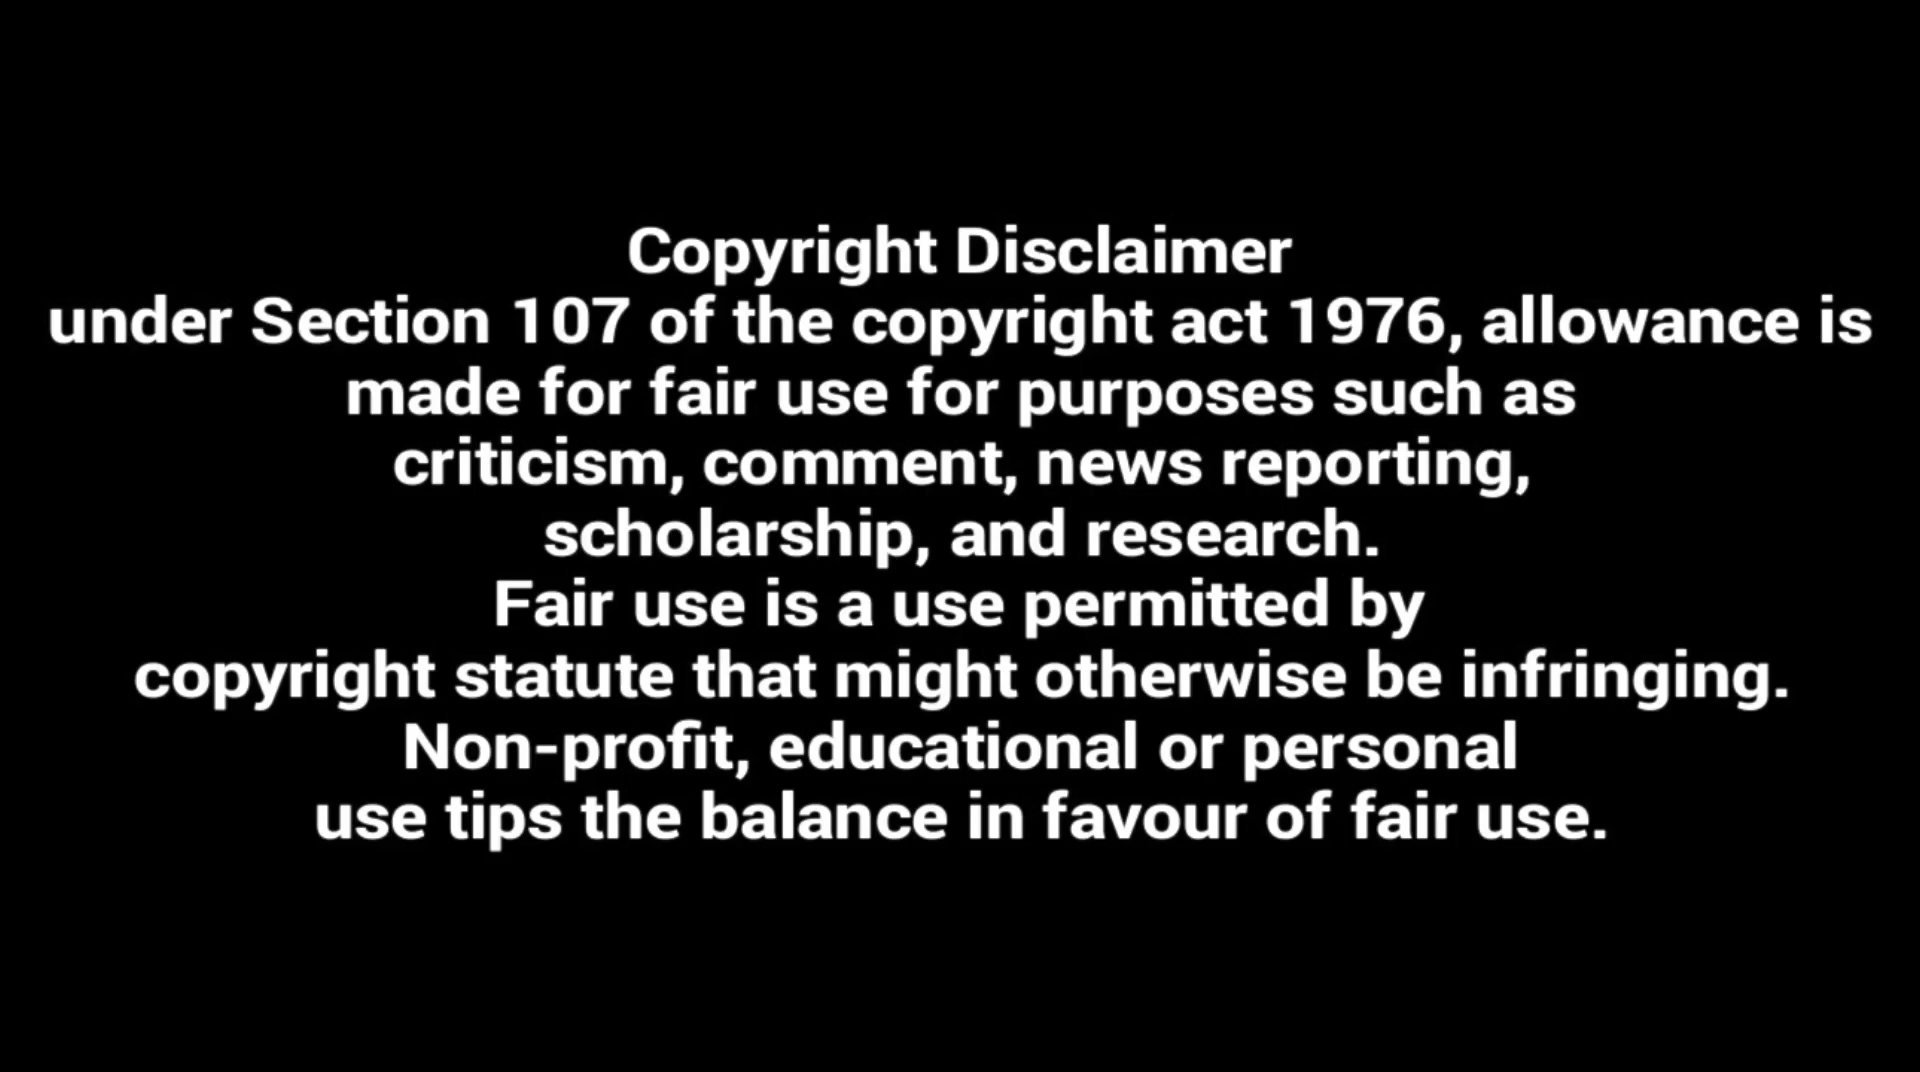 Copyright Disclaimer
under Section 107 of the copyright act 1976, allowance is
made for fair use for purposes such as
criticism, comment, news reporting,
scholarship, and research.
Fair use is a use permitted by
copyright statute that might otherwise be infringing.
Non-profit, educational or personal
use tips the balance in favour of fair use.